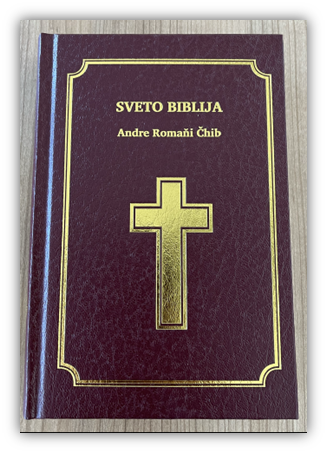 SVETO BIBLIJA
Andre Romaňi Čhib